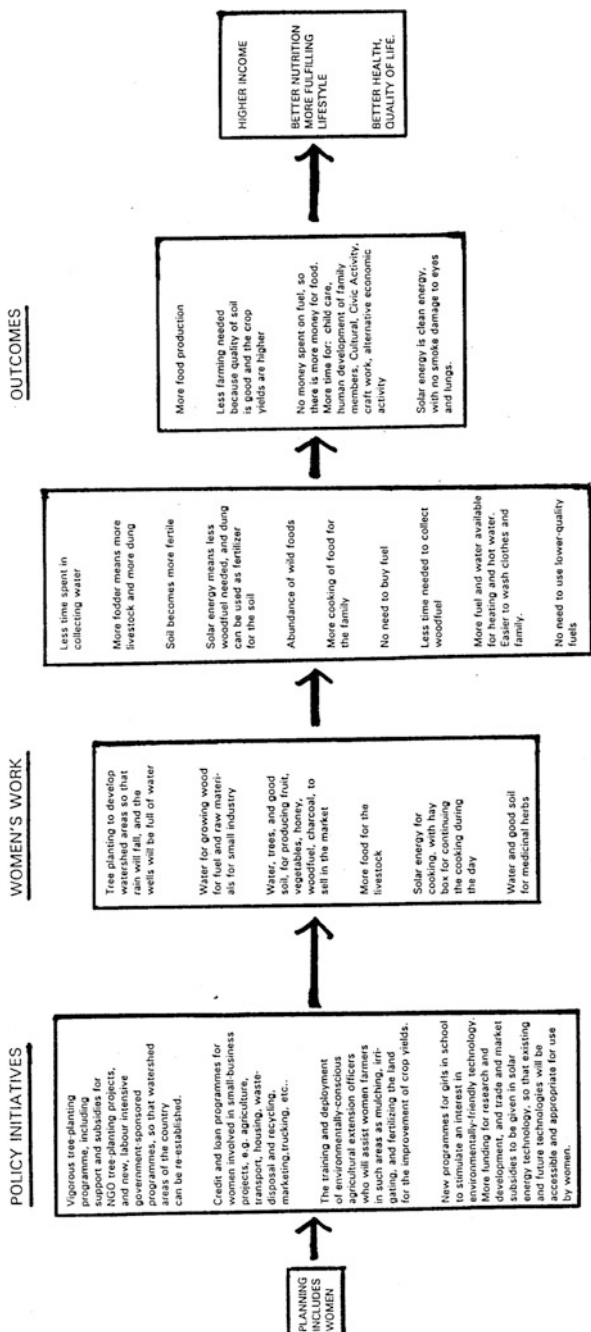 POLICY INITIATIVES
WOMEN'S WORK
OUTCOMES
PLANNING
INCLUDES
WOMEN
Vigorous tree-planting
programme, including
support and subsidies for
NGO tree-planting projects,
and new, labour intensive
government-sponsored
programmes, so that watershed
areas of the country
can be re-established.
Credit and loan programmes for
women involved in small-business
projects, e.g. agriculture,
transport, housing, waste-
disposal and recycling,
marketing,trucking, etc..
The training and deployment
of environmentally-conscious
agricultural extension officers
who will assist women farmers
in such areas as mulching, irri-
gating, and fertilizing the land
for the improvement of crop yields.
New programmes for girls in school
to stimulate an interest in
environmentally-friendly technology.
More funding for research and
development, and trade and market
subsidies to be given in solar
energy technology, so that existing
and future technologies will be
accessible and appropriate for use
by women.
Tree planting to develop
watershed areas so that
rain will fall, and the
wells will be full of water
Water for growing wood
for fuel and raw materi-
als for small industry
Water, trees, and good
soil, for producing fruit,
vegetables, honey,
woodfuel, charcoal, to
sell in the market
More food for the
livestock
Solar energy for
cooking, with hay
box for continuing
the cooking during
the day
Water and good soil
for medicinal herbs
Less time spent in
collecting water
More fodder means more
livestock and more dung
Soil becomes more fertile
Solar energy means less
woodfuel needed, and dung
can be used as fertilizer
for the soil
Abundance of wild foods
More cooking of food for
the family
No need to buy fuel
Less time needed to collect
woodfuel
More fuel and water available
for heating and hot water.
Easier to wash clothes and
family.
No need to use lower-quality
fuels
More food production
Less farming needed
because quality of soil
is good and the crop
yields are higher
No money spent on fuel, so
there is more money for food.
More time for: child care,
human development of family
members, Cultural, Civic Activity,
craft work, alternative economic
activity
Solar energy is clean energy,
with no smoke damage to eyes
and lungs.
HIGHER INCOME
BETTER NUTRITION
MORE FULFILLING
LIFESTYLE
BETTER HEALTH,
QUALITY OF LIFE.